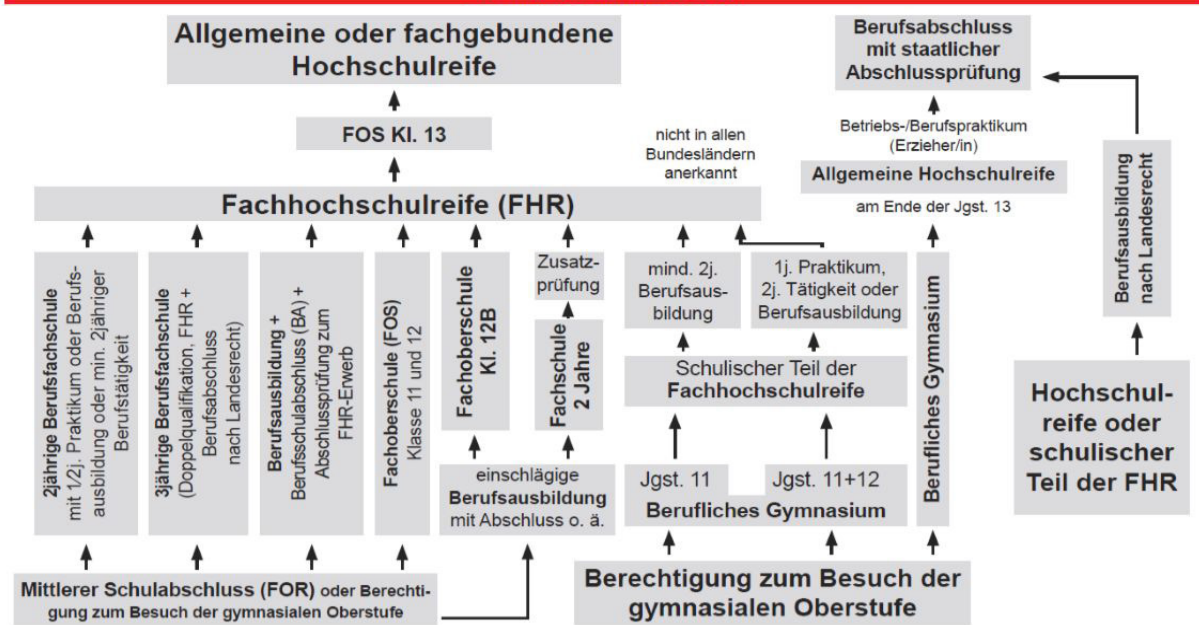 Allgemeine oder fachgebundene
Hochschulreife
Berufsabschluss
mit staatlicher
Abschlussprüfung
FOS Kl. 13
nicht in allen
Bundesländern
anerkannt
Betriebs-/Berufspraktikum
(Erzieher/in)
Allgemeine Hochschulreife
am Ende der Jgst. 13
Berufsausbildung
nach Landesrecht
Fachhochschulreife (FHR)
2jährige Berufsfachschule
mit 1/2j. Praktikum oder Berufs-
ausbildung oder min. 2jähriger
Berufstätigkeit
3jährige Berufsfachschule
(Doppelqualifikation, FHR +
Berufsabschluss
nach Landesrecht)
Berufsausbildung +
Berufsschulabschluss (BA) +
Abschlussprüfung zum
FHR-Erwerb
Fachoberschule (FOS)
Klasse 11 und 12
Fachoberschule
Kl. 12B
Zusatz-
prüfung
Fachschule
2 Jahre
einschlägige
Berufsausbildung
mit Abschluss o. ä.
mind. 2j.
Berufsaus-
bildung
1j. Praktikum,
2j. Tätigkeit oder
Berufsausbildung
Schulischer Teil der
Fachhochschulreife
Jgst. 11
Jgst. 11+12
Berufliches Gymnasium
Berufliches Gymnasium
Hochschul-
reife oder
schulischer
Teil der FHR
Mittlerer Schulabschluss (FOR) oder Berechti-
gung zum Besuch der gymnasialen Oberstufe
Berechtigung zum Besuch der
gymnasialen Oberstufe